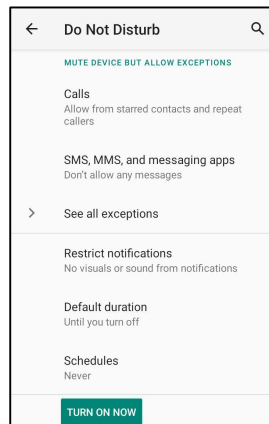 Do Not Disturb
MUTE DEVICE BUT ALLOW EXCEPTIONS
Calls
Allow from starred contacts and repeat
callers
SMS, MMS, and messaging apps
Don't allow any messages
See all exceptions
Restrict notifications
No visuals or sound from notifications
Default duration
Until you turn off
Schedules
Never
TURN ON NOW